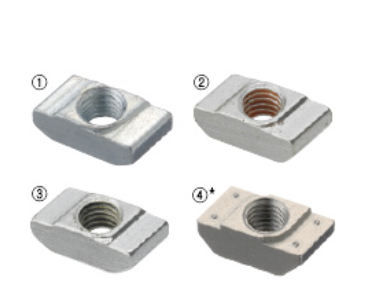 ①
②
③
④*